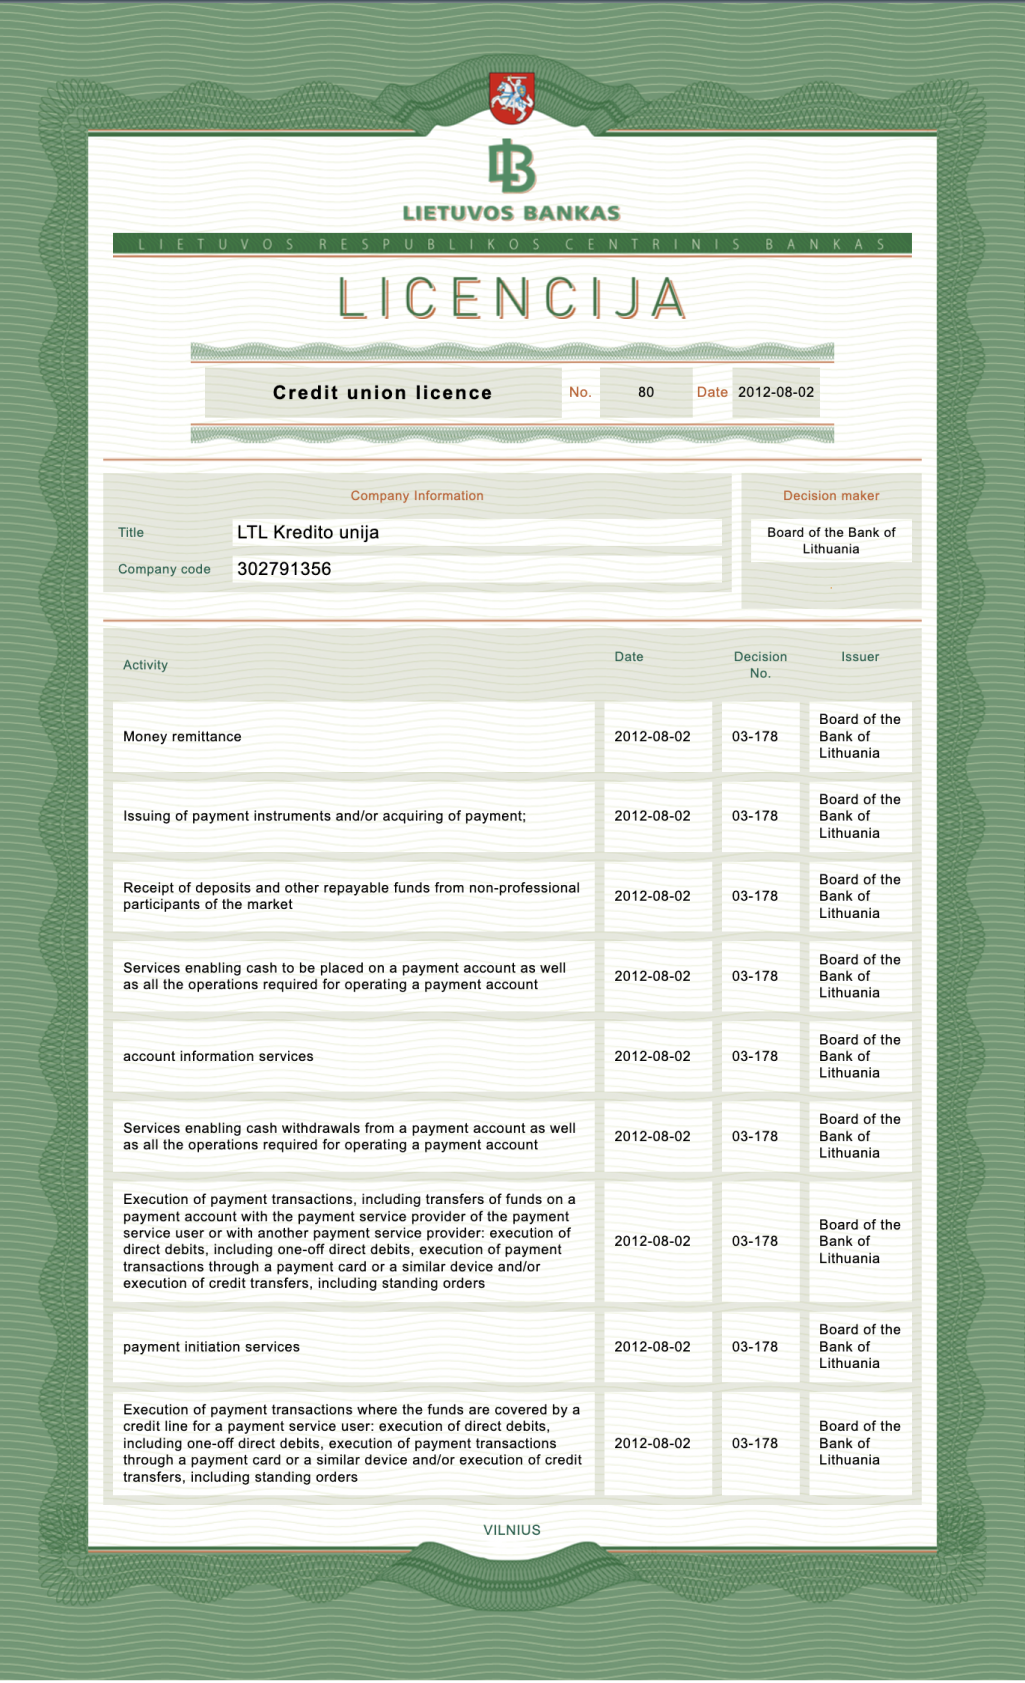 LIETUVOS BANKAS
LIETUVOS RESPUBLIKOS CENTRINIS BANKAS
LICENCIJA
Credit union licence No. 80 Date 2012-08-02
Company Information
Title LTL Kredito unija
Company code 302791356
Decision maker
Board of the Bank of
Lithuania
.
Activity Date Decision No. Issuer
Money remittance 2012-08-02 03-178 Board of the
Bank of
Lithuania
Issuing of payment instruments and/or acquiring of payment; 2012-08-02 03-178 Board of the
Bank of
Lithuania
Receipt of deposits and other repayable funds from non-professional
participants of the market
2012-08-02 03-178 Board of the
Bank of
Lithuania
Services enabling cash to be placed on a payment account as well
as all the operations required for operating a payment account
2012-08-02 03-178 Board of the
Bank of
Lithuania
account information services 2012-08-02 03-178 Board of the
Bank of
Lithuania
Services enabling cash withdrawals from a payment account as well
as all the operations required for operating a payment account
2012-08-02 03-178 Board of the
Bank of
Lithuania
Execution of payment transactions, including transfers of funds on a
payment account with the payment service provider of the payment
service user or with another payment service provider: execution of
direct debits, including one-off direct debits, execution of payment
transactions through a payment card or a similar device and/or
execution of credit transfers, including standing orders
2012-08-02 03-178 Board of the
Bank of
Lithuania
payment initiation services 2012-08-02 03-178 Board of the
Bank of
Lithuania
Execution of payment transactions where the funds are covered by a
credit line for a payment service user: execution of direct debits,
including one-off direct debits, execution of payment transactions
through a payment card or a similar device and/or execution of credit
transfers, including standing orders
2012-08-02 03-178 Board of the
Bank of
Lithuania
VILNIUS